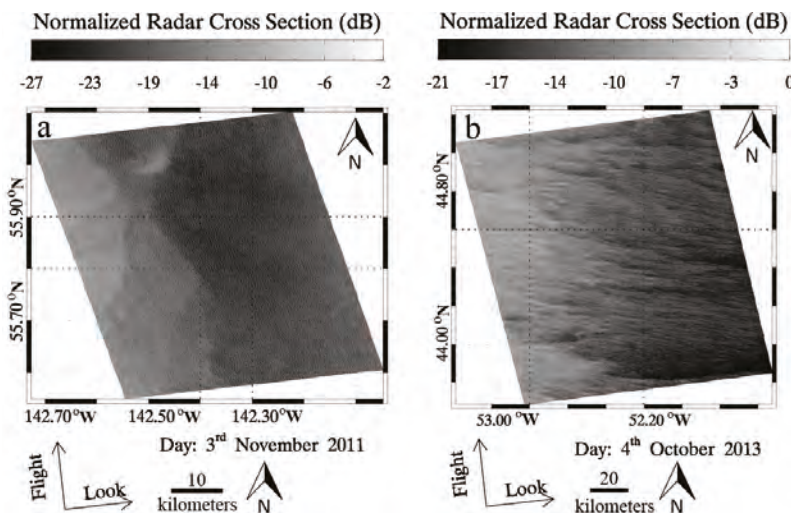 Normalized Radar Cross Section (dB)
-27 -23 -19 -14 -10 -6 -2
a
N
55.90 °N
55.70 °N
142.70°W 142.50°W 142.30°W
Day: 3rd November 2011
Flight
Look
10
kilometers
N
Normalized Radar Cross Section (dB)
-21 -17 -14 -11 -7 -3 0
b
N
44.80 °N
44.00 °N
53.00 °W 52.20 °W
Day: 4th October 2013
Flight
Look
20
kilometers
N